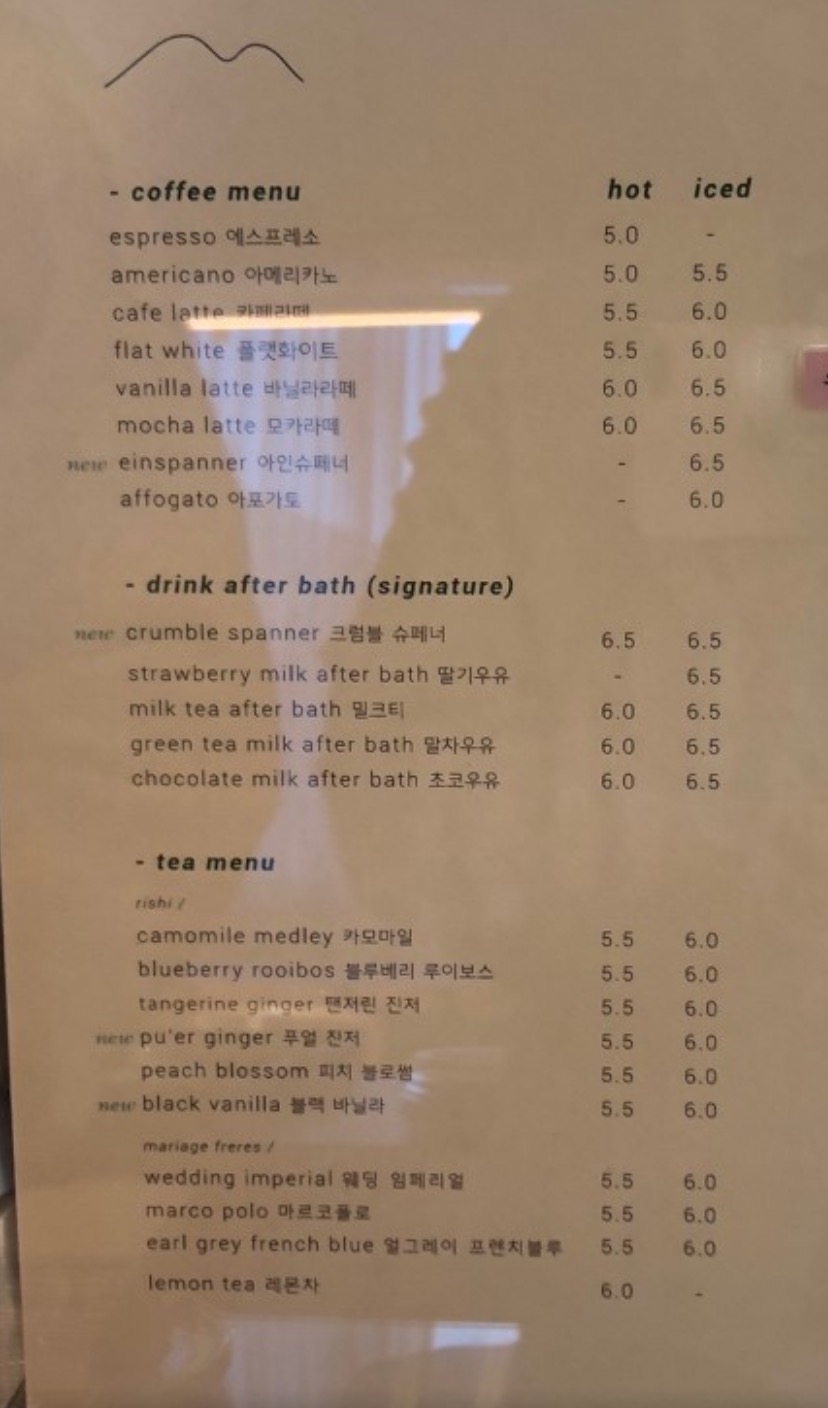 - coffee menu hot iced
espresso 에스프레소 5.0 -
americano 아메리카노 5.0 5.5
cafe latte 카페라떼 5.5 6.0
flat white 플랫화이트 5.5 6.0
vanilla latte 바닐라라떼 6.0 6.5
mocha latte 모카라떼 6.0 6.5
new einspanner 아인슈페너 - 6.5
affogato 아포가토 - 6.0
- drink after bath (signature)
new crumble spanner 크럼블 슈페너 6.5 6.5
strawberry milk after bath 딸기우유 - 6.5
milk tea after bath 밀크티 6.0 6.5
green tea milk after bath 말차우유 6.0 6.5
chocolate milk after bath 초코우유 6.0 6.5
- tea menu
rishi /
camomile medley 카모마일 5.5 6.0
blueberry rooibos 블루베리 루이보스 5.5 6.0
tangerine ginger 탠저린 진저 5.5 6.0
new pu'er ginger 푸얼 진저 5.5 6.0
peach blossom 피치 블로썸 5.5 6.0
new black vanilla 블랙 바닐라 5.5 6.0
mariage freres /
wedding imperial 웨딩 임페리얼 5.5 6.0
marco polo 마르코폴로 5.5 6.0
earl grey french blue 얼그레이 프렌치블루 5.5 6.0
lemon tea 레몬차 6.0 -